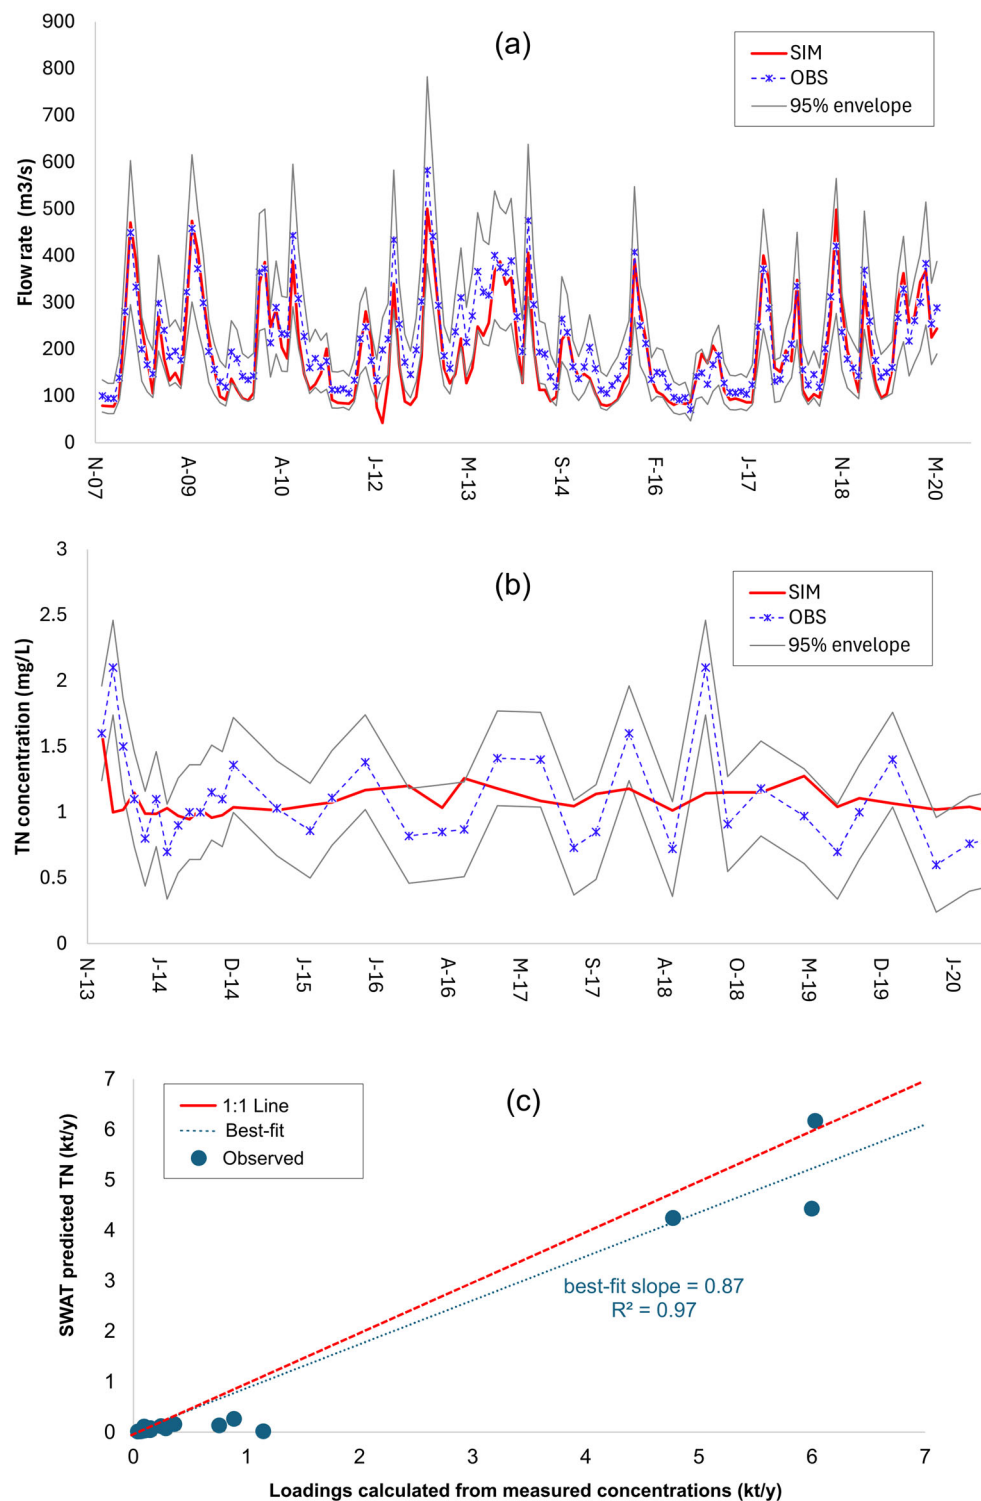 900
(a)
800
SIM
OBS
95% envelope
700
600
500
400
300
200
100
0
Flow rate (m3/s)
N-07
A-09
A-10
J-12
M-13
S-14
F-16
J-17
N-18
M-20
3
(b)
2.5
SIM
OBS
95% envelope
2
1.5
1
0.5
0
TN concentration (mg/L)
N-13
J-14
D-14
J-15
J-16
A-16
M-17
S-17
A-18
O-18
M-19
D-19
J-20
7
(c)
1:1 Line
Best-fit
Observed
6
5
4
3
2
1
0
SWAT predicted TN (kt/y)
best-fit slope = 0.87
R² = 0.97
0 1 2 3 4 5 6 7
Loadings calculated from measured concentrations (kt/y)